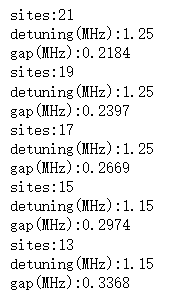 sites:21
detuning(MHz):1.25
gap(MHz):0.2184
sites:19
detuning(MHz):1.25
gap(MHz):0.2397
sites:17
detuning(MHz):1.25
gap(MHz):0.2669
sites:15
detuning(MHz):1.15
gap(MHz):0.2974
sites:13
detuning(MHz):1.15
gap(MHz):0.3368